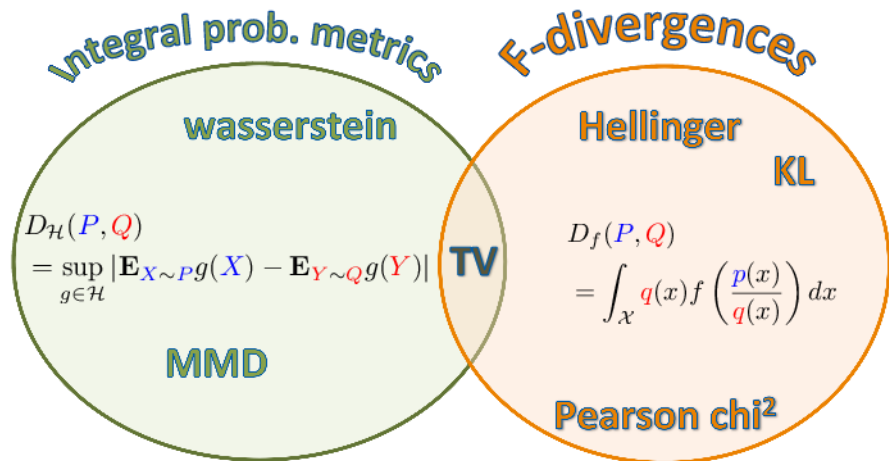 Integral prob. metrics
F-divergences
wasserstein
Hellinger
KL
D_ℋ(P, Q)
= sup_{g∈ℋ} |E_{X∼P} g(X) − E_{Y∼Q} g(Y)|
TV
D_f(P, Q)
= ∫_𝒳 q(x) f (p(x)/q(x)) dx
MMD
Pearson chi²